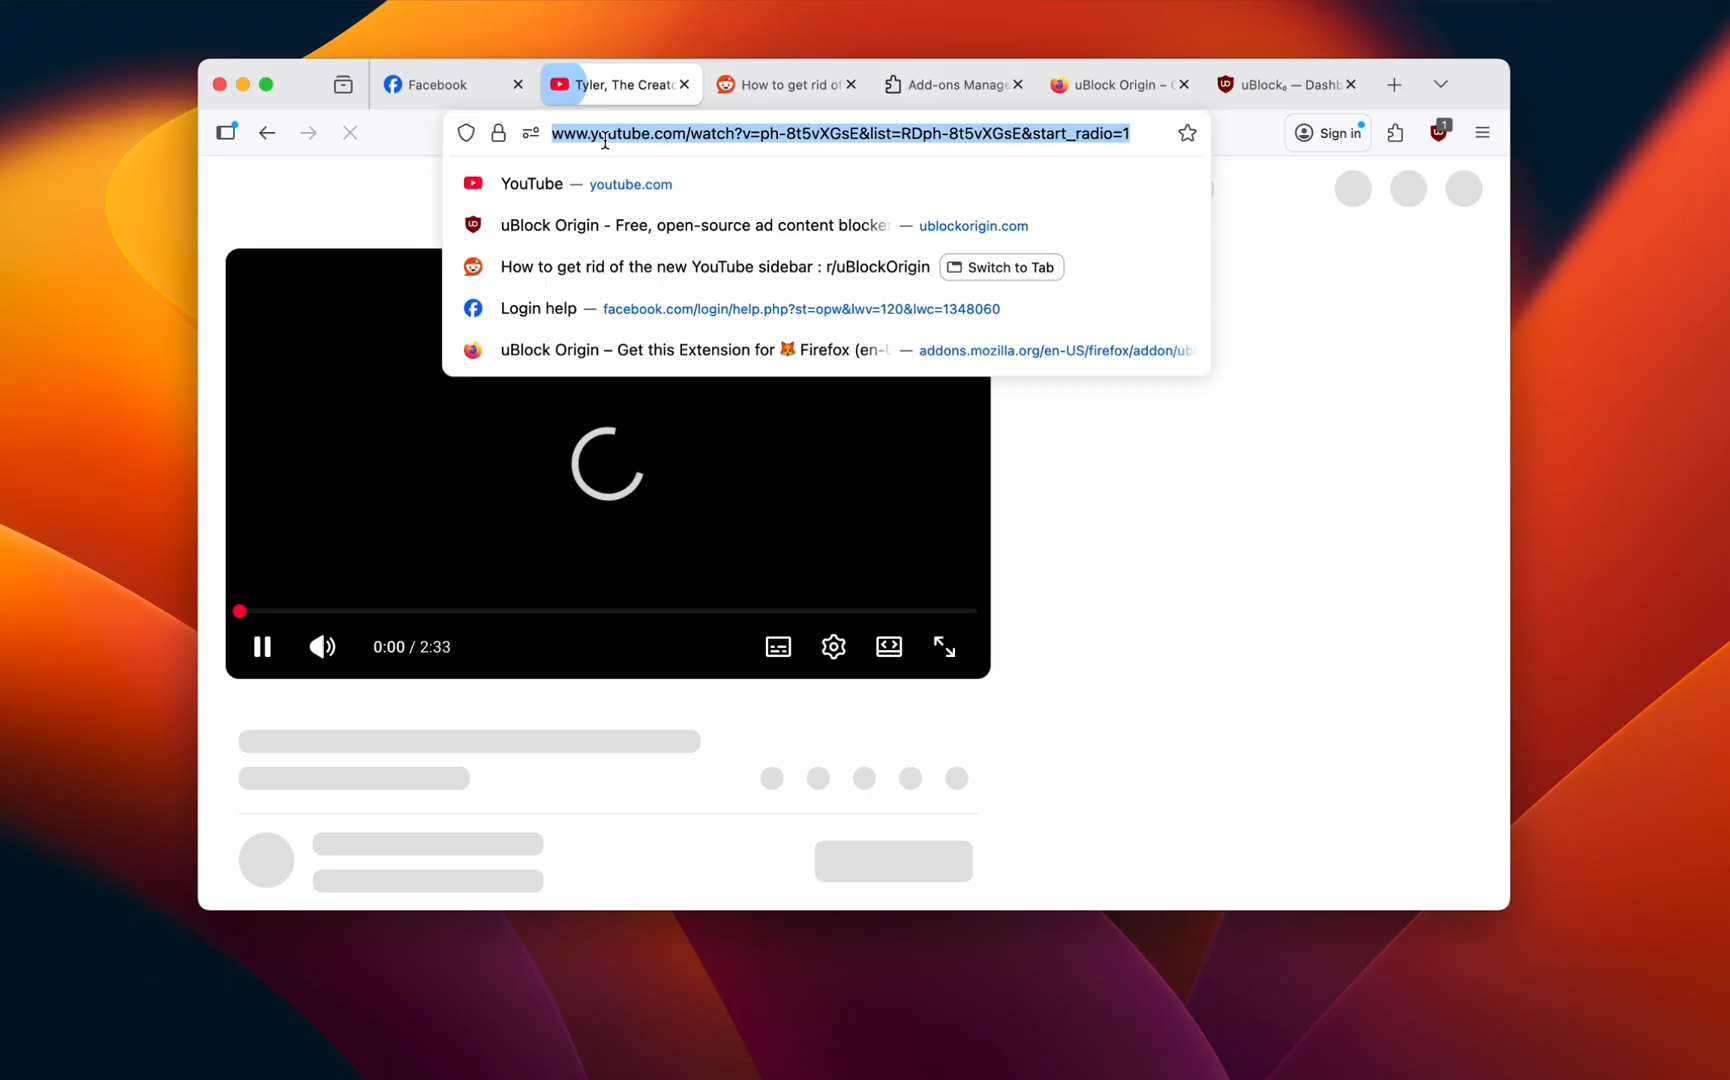 Facebook
Tyler, The Creatc
How to get rid of
Add-ons Manage
uBlock Origin – C
uBlock₀ — Dashb
www.youtube.com/watch?v=ph-8t5vXGsE&list=RDph-8t5vXGsE&start_radio=1
Sign in
1
YouTube — youtube.com
uBlock Origin - Free, open-source ad content blocker — ublockorigin.com
How to get rid of the new YouTube sidebar : r/uBlockOrigin Switch to Tab
Login help — facebook.com/login/help.php?st=opw&lwv=120&lwc=1348060
uBlock Origin – Get this Extension for 🦊 Firefox (en-U — addons.mozilla.org/en-US/firefox/addon/ub
0:00 / 2:33